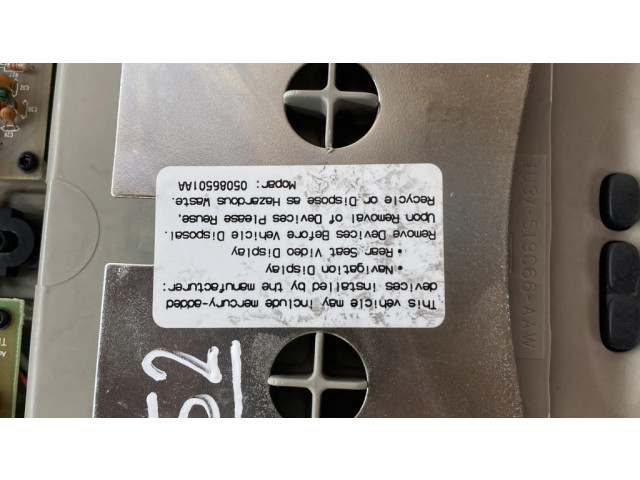 This vehicle may include mercury-added
devices installed by the manufacturer:
• Navigation Display
• Rear Seat Video Display
Remove Devices Before Vehicle Disposal.
Upon Removal of Devices Please Reuse,
Recycle or Dispose as Hazardous Waste.
Mopar: 05086501AA
52